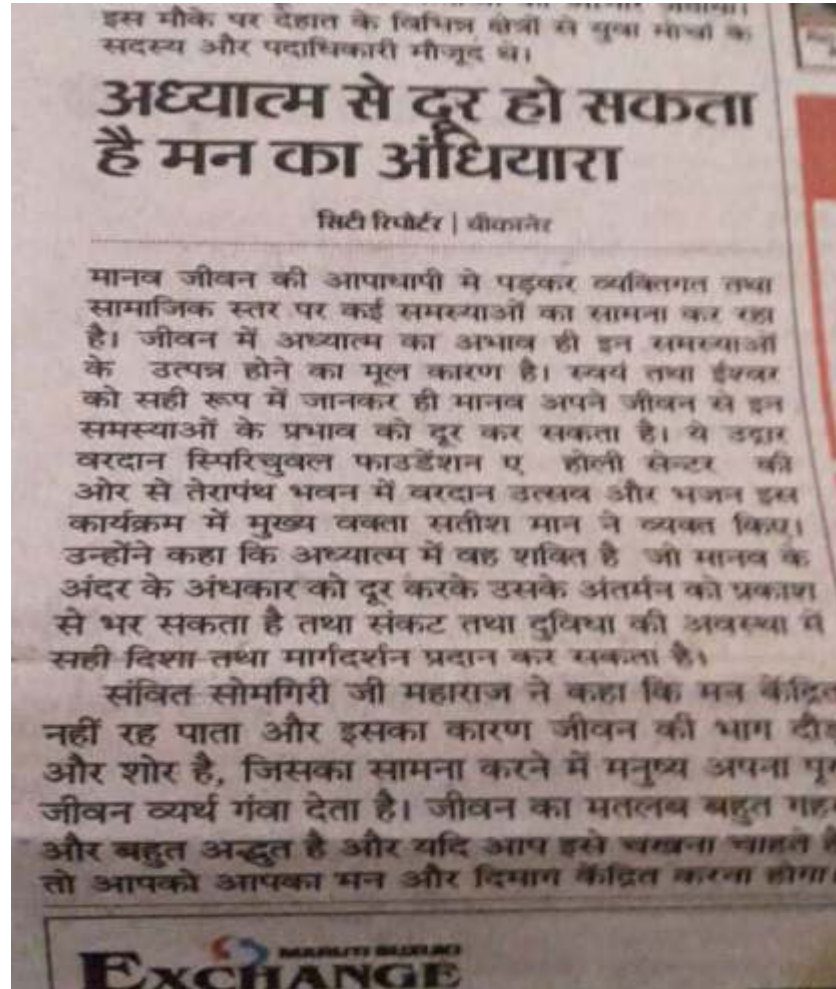 इस मौके पर देहात के विभिन्न क्षेत्रों से युवा मोर्चा के
सदस्य और पदाधिकारी मौजूद थे।
अध्यात्म से दूर हो सकता
है मन का अंधियारा
सिटी रिपोर्टर | बीकानेर
मानव जीवन की आपाधापी मे पड़कर व्यक्तिगत तथा
सामाजिक स्तर पर कई समस्याओं का सामना कर रहा
है। जीवन में अध्यात्म का अभाव ही इन समस्याओं
के उत्पन्न होने का मूल कारण है। स्वयं तथा ईश्वर
को सही रूप में जानकर ही मानव अपने जीवन से इन
समस्याओं के प्रभाव को दूर कर सकता है। ये उद्गार
वरदान स्पिरिचुवल फाउडेंशन ए होली सेन्टर की
ओर से तेरापंथ भवन में वरदान उत्सव और भजन इस
कार्यक्रम में मुख्य वक्ता सतीश मान ने व्यक्त किए।
उन्होंने कहा कि अध्यात्म में वह शक्ति है जो मानव के
अंदर के अंधकार को दूर करके उसके अंतर्मन को प्रकाश
से भर सकता है तथा संकट तथा दुविधा की अवस्था में
सही दिशा तथा मार्गदर्शन प्रदान कर सकता है।
संवित सोमगिरी जी महाराज ने कहा कि मन
नहीं रह पाता और इसका कारण जीवन की भाग
और शोर है, जिसका सामना करने में मनुष्य अपना
जीवन व्यर्थ गंवा देता है। जीवन का मतलब बहुत
और बहुत अद्भुत है और यदि आप इसे चखना चाहते
तो आपको आपका मन और दिमाग केंद्रित करना होगा।
MARUTI SUZUKI
EXCHANGE